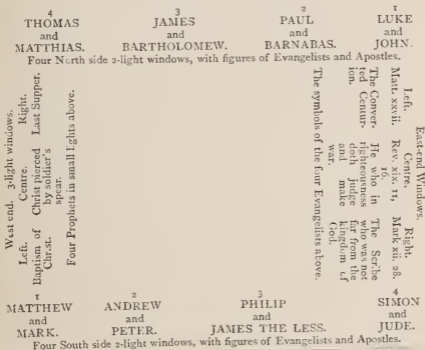 4
THOMAS
and
MATTHIAS.
3
JAMES
and
BARTHOLOMEW.
2
PAUL
and
BARNABAS.
1
LUKE
and
JOHN.
Four North side 2-light windows, with figures of Evangelists and Apostles.
West end. 3-light windows.
Left.
Baptism of
Christ.
Centre.
Christ pierced
by soldier's
spear.
Right.
Last Supper.
Four Prophets in small lights above.
East-end Windows.
Left.
Matt. xxvii.
The Conver-
ted Centur-
ion.
Centre.
Rev. xix. 11,
16.
He who in
righteousness
doth judge
and make
war.
Right.
Mark xii. 28.
The Scribe
who was not
far from the
kingdom of
God.
The symbols of the four Evangelists above.
1
MATTHEW
and
MARK.
2
ANDREW
and
PETER.
3
PHILIP
and
JAMES THE LESS.
4
SIMON
and
JUDE.
Four South side 2-light windows, with figures of Evangelists and Apostles.